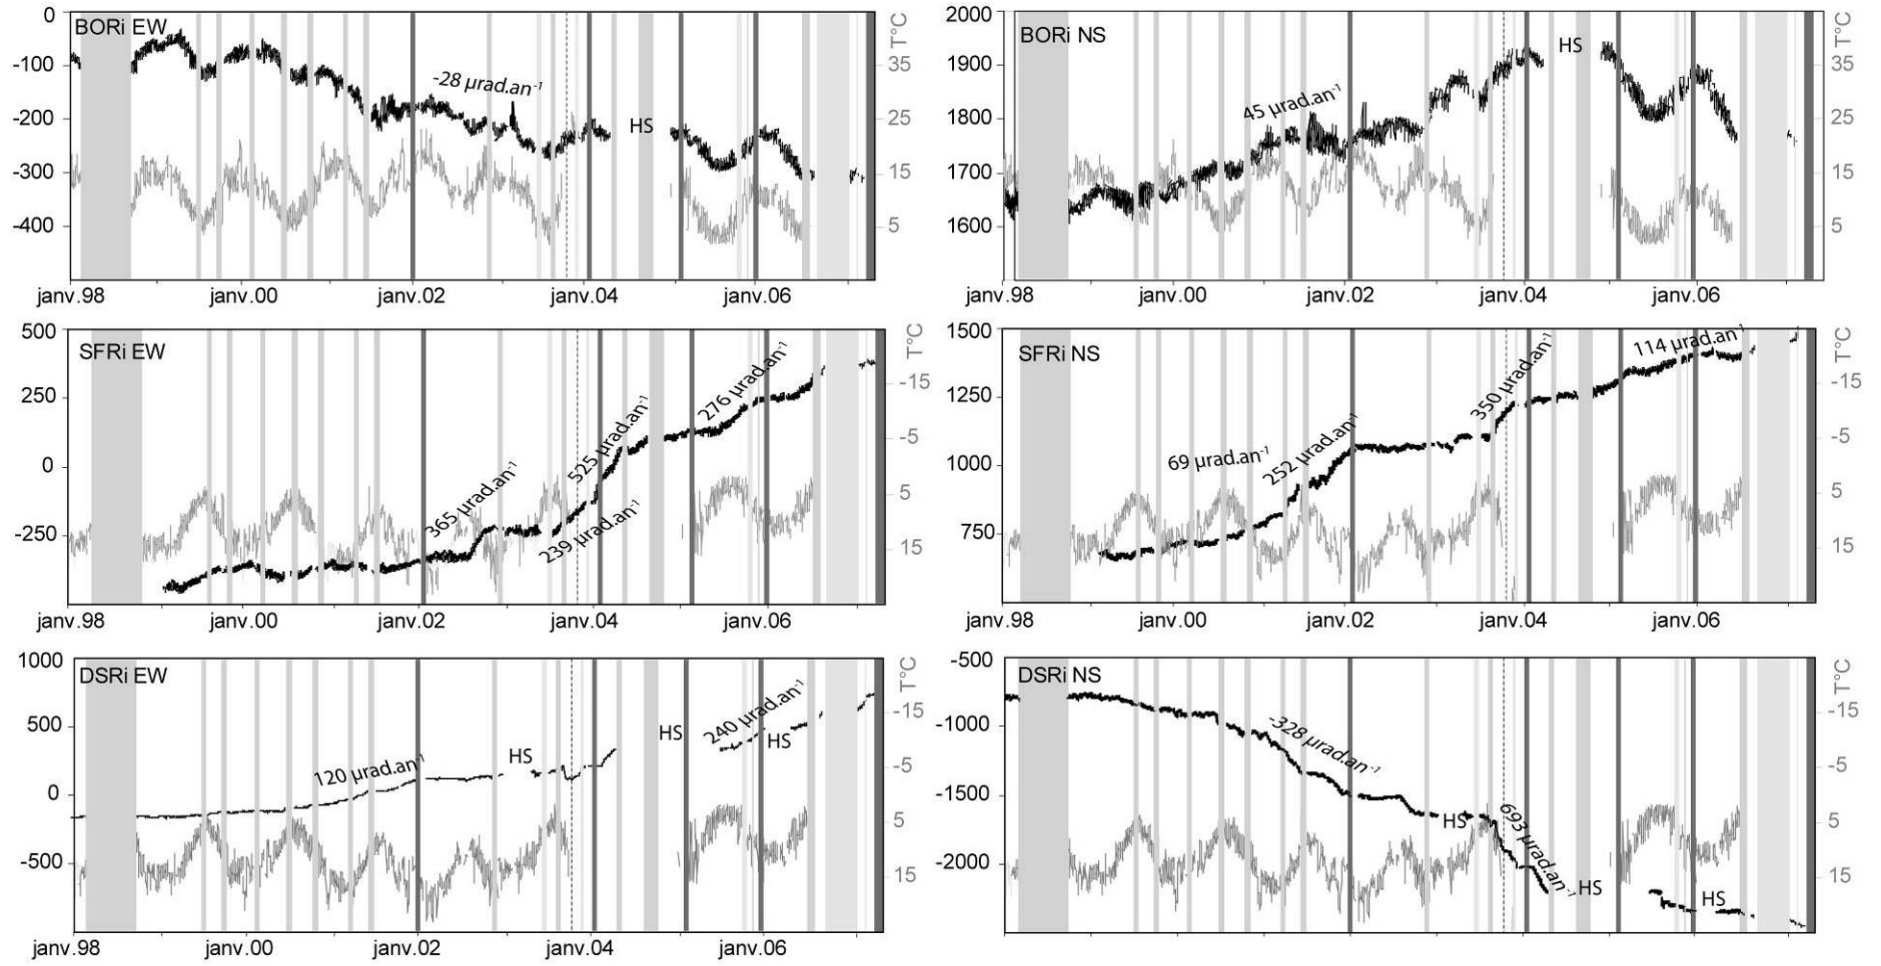 BORi EW
0
-100
-200
-300
-400
-28 µrad.an-1
HS
T°C
35
25
15
5
janv.98 janv.00 janv.02 janv.04 janv.06
BORi NS
2000
1900
1800
1700
1600
45 µrad.an-1
HS
T°C
35
25
15
5
janv.98 janv.00 janv.02 janv.04 janv.06
SFRi EW
500
250
0
-250
365 µrad.an-1
239 µrad.an-1
525 µrad.an-1
276 µrad.an-1
T°C
-15
-5
5
15
janv.98 janv.00 janv.02 janv.04 janv.06
SFRi NS
1500
1250
1000
750
69 µrad.an-1
252 µrad.an-1
350 µrad.an-1
114 µrad.an-1
T°C
-15
-5
5
15
janv.98 janv.00 janv.02 janv.04 janv.06
DSRi EW
1000
500
0
-500
120 µrad.an-1
HS
HS
240 µrad.an-1
HS
T°C
-15
-5
5
15
janv.98 janv.00 janv.02 janv.04 janv.06
DSRi NS
-500
-1000
-1500
-2000
-328 µrad.an-1
HS
693 µrad.an-1
HS
HS
T°C
-15
-5
5
15